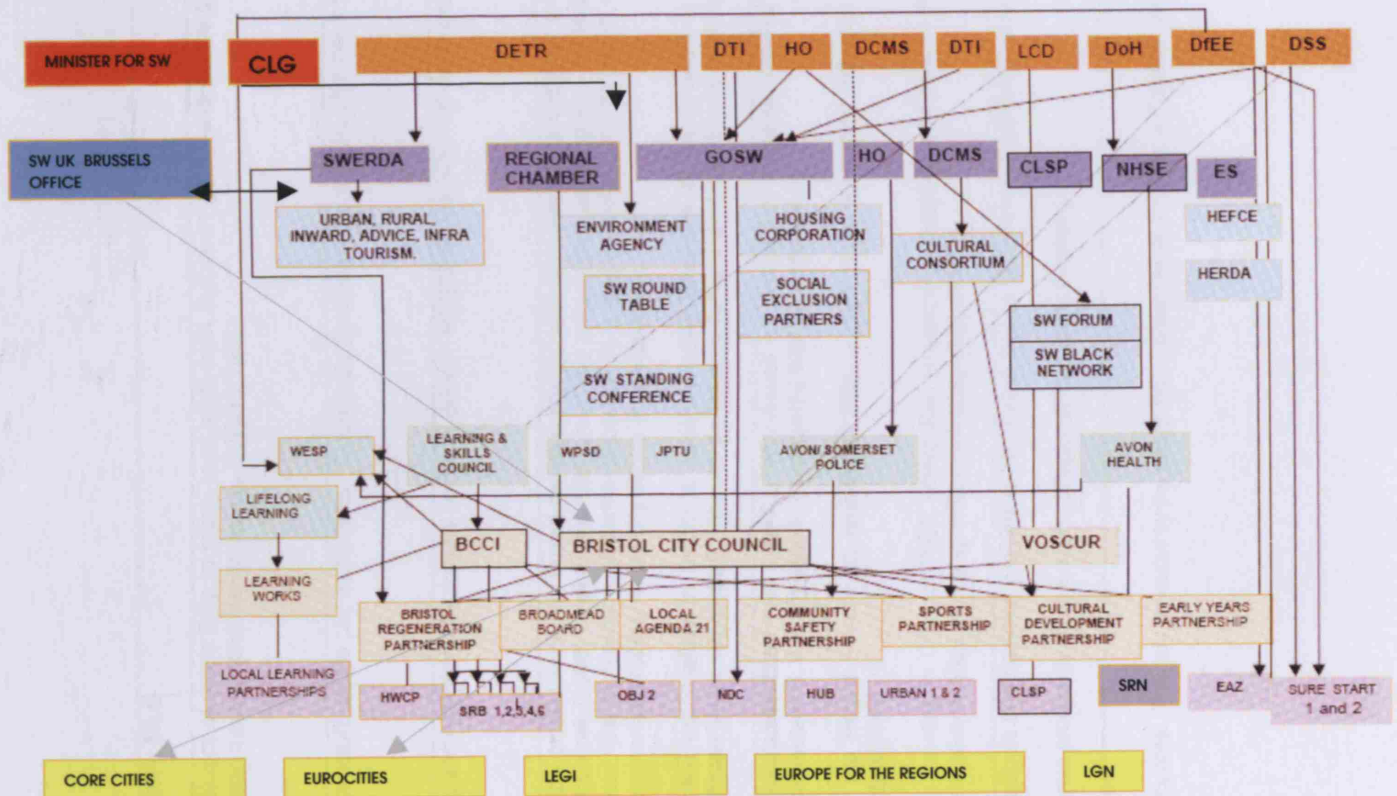 MINISTER FOR SW
CLG
DETR
DTI
HO
DCMS
DTI
LCD
DoH
DfEE
DSS
SW UK BRUSSELS
OFFICE
SWERDA
REGIONAL
CHAMBER
GOSW
HO
DCMS
CLSP
NHSE
ES
URBAN, RURAL,
INWARD, ADVICE, INFRA
TOURISM.
ENVIRONMENT
AGENCY
HOUSING
CORPORATION
CULTURAL
CONSORTIUM
HEFCE
HERDA
SW ROUND
TABLE
SOCIAL
EXCLUSION
PARTNERS
SW FORUM
SW BLACK
NETWORK
SW STANDING
CONFERENCE
WESP
LEARNING &
SKILLS
COUNCIL
WPSD
JPTU
AVON/SOMERSET
POLICE
AVON
HEALTH
LIFELONG
LEARNING
BCCI
BRISTOL CITY COUNCIL
VOSCUR
LEARNING
WORKS
BRISTOL
REGENERATION
PARTNERSHIP
BROADMEAD
BOARD
LOCAL
AGENDA 21
COMMUNITY
SAFETY
PARTNERSHIP
SPORTS
PARTNERSHIP
CULTURAL
DEVELOPMENT
PARTNERSHIP
EARLY YEARS
PARTNERSHIP
LOCAL LEARNING
PARTNERSHIPS
HWCP
SRB 1,2,3,4,6
OBJ 2
NDC
HUB
URBAN 1 & 2
CLSP
SRN
EAZ
SURE START
1 and 2
CORE CITIES
EUROCITIES
LEGI
EUROPE FOR THE REGIONS
LGN